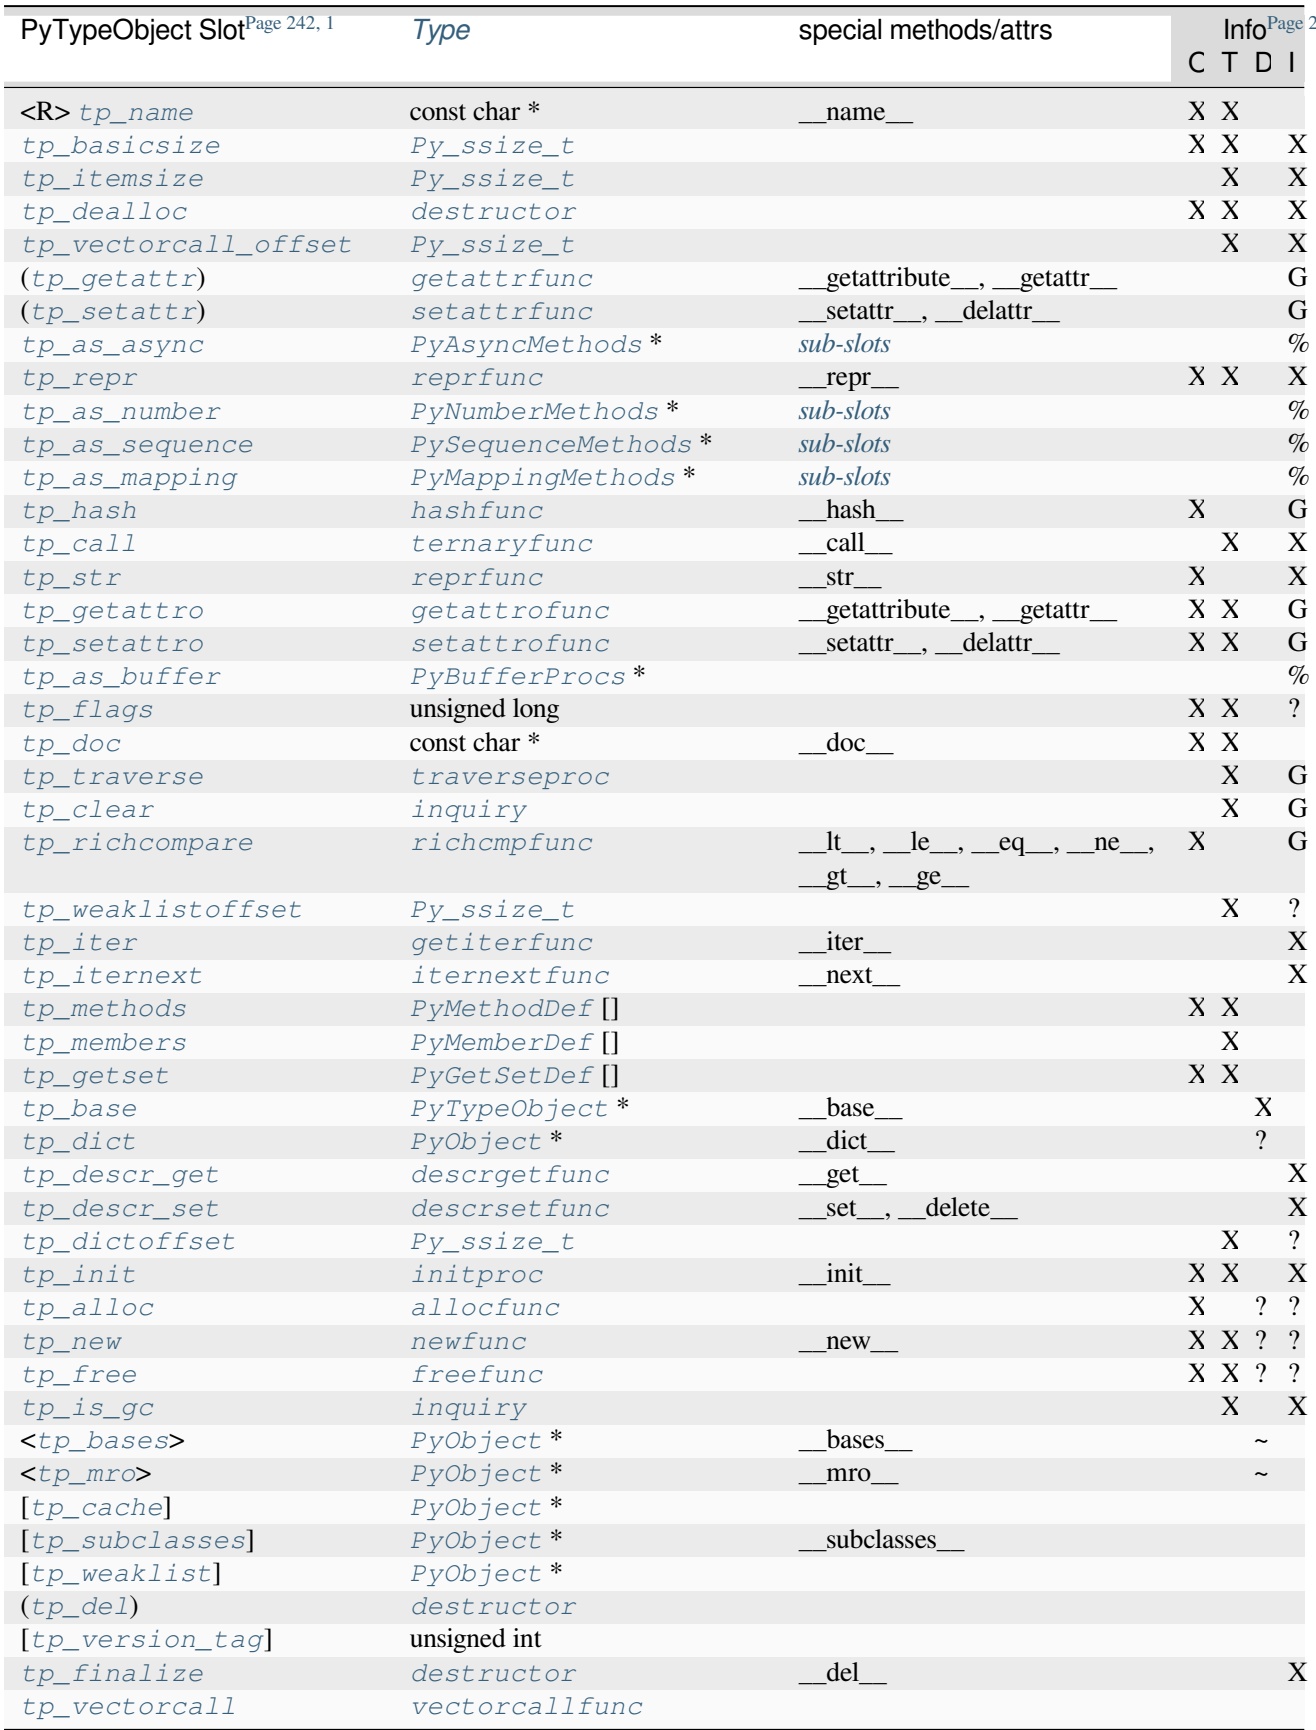 PyTypeObject Slot^Page 242, 1 Type special methods/attrs Info^Page 2
C T D I
<R> tp_name const char * __name__ X X
tp_basicsize Py_ssize_t X X X
tp_itemsize Py_ssize_t X X
tp_dealloc destructor X X X
tp_vectorcall_offset Py_ssize_t X X
(tp_getattr) getattrfunc __getattribute__, __getattr__ G
(tp_setattr) setattrfunc __setattr__, __delattr__ G
tp_as_async PyAsyncMethods * sub-slots %
tp_repr reprfunc __repr__ X X X
tp_as_number PyNumberMethods * sub-slots %
tp_as_sequence PySequenceMethods * sub-slots %
tp_as_mapping PyMappingMethods * sub-slots %
tp_hash hashfunc __hash__ X G
tp_call ternaryfunc __call__ X X
tp_str reprfunc __str__ X X
tp_getattro getattrofunc __getattribute__, __getattr__ X X G
tp_setattro setattrofunc __setattr__, __delattr__ X X G
tp_as_buffer PyBufferProcs * %
tp_flags unsigned long X X ?
tp_doc const char * __doc__ X X
tp_traverse traverseproc X G
tp_clear inquiry X G
tp_richcompare richcmpfunc __lt__, __le__, __eq__, __ne__, X G
__gt__, __ge__
tp_weaklistoffset Py_ssize_t X ?
tp_iter getiterfunc __iter__ X
tp_iternext iternextfunc __next__ X
tp_methods PyMethodDef [] X X
tp_members PyMemberDef [] X
tp_getset PyGetSetDef [] X X
tp_base PyTypeObject * __base__ X
tp_dict PyObject * __dict__ ?
tp_descr_get descrgetfunc __get__ X
tp_descr_set descrsetfunc __set__, __delete__ X
tp_dictoffset Py_ssize_t X ?
tp_init initproc __init__ X X X
tp_alloc allocfunc X ? ?
tp_new newfunc __new__ X X ? ?
tp_free freefunc X X ? ?
tp_is_gc inquiry X X
<tp_bases> PyObject * __bases__ ~
<tp_mro> PyObject * __mro__ ~
[tp_cache] PyObject *
[tp_subclasses] PyObject * __subclasses__
[tp_weaklist] PyObject *
(tp_del) destructor
[tp_version_tag] unsigned int
tp_finalize destructor __del__ X
tp_vectorcall vectorcallfunc